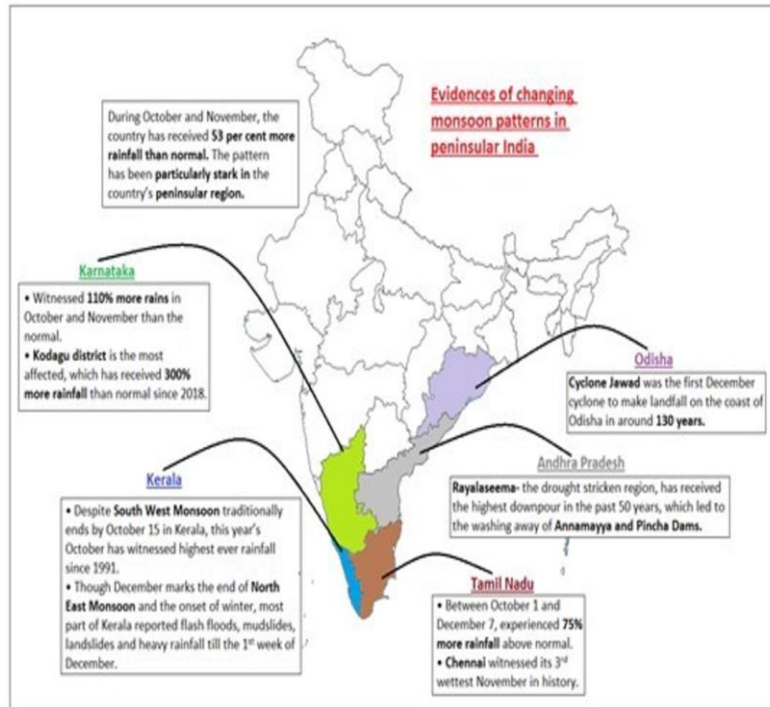 Evidences of changing
monsoon patterns in
peninsular India
During October and November, the
country has received 53 per cent more
rainfall than normal. The pattern
has been particularly stark in the
country's peninsular region.
Karnataka
• Witnessed 110% more rains in
October and November than the
normal.
• Kodagu district is the most
affected, which has received 300%
more rainfall than normal since 2018.
Odisha
Cyclone Jawad was the first December
cyclone to make landfall on the coast of
Odisha in around 130 years.
Andhra Pradesh
Rayalaseema- the drought stricken region, has received
the highest downpour in the past 50 years, which led
to the washing away of Annamayya and Pincha Dams.
Kerala
• Despite South West Monsoon traditionally
ends by October 15 in Kerala, this year's
October has witnessed highest ever rainfall
since 1991.
• Though December marks the end of North
East Monsoon and the onset of winter, most
part of Kerala reported flash floods, mudslides,
landslides and heavy rainfall till the 1st week of
December.
Tamil Nadu
• Between October 1 and
December 7, experienced 75%
more rainfall above normal.
• Chennai witnessed its 3rd
wettest November in history.